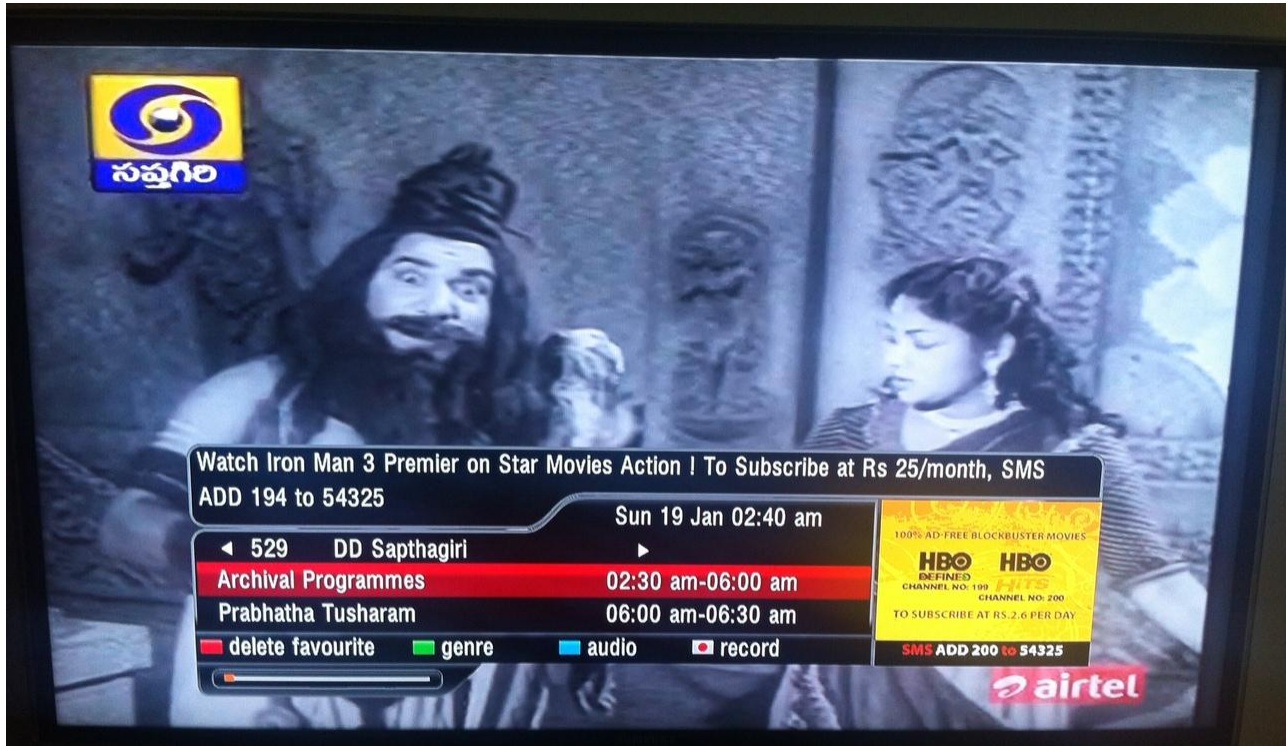 సప్తగిరి
Watch Iron Man 3 Premier on Star Movies Action ! To Subscribe at Rs 25/month, SMS
ADD 194 to 54325
Sun 19 Jan 02:40 am
529 DD Sapthagiri
Archival Programmes 02:30 am-06:00 am
Prabhatha Tusharam 06:00 am-06:30 am
delete favourite genre audio record
100% AD-FREE BLOCKBUSTER MOVIES
HBO HBO
DEFINED HITS
CHANNEL NO: 199
CHANNEL NO: 200
TO SUBSCRIBE AT RS.2.6 PER DAY
SMS ADD 200 to 54325
airtel